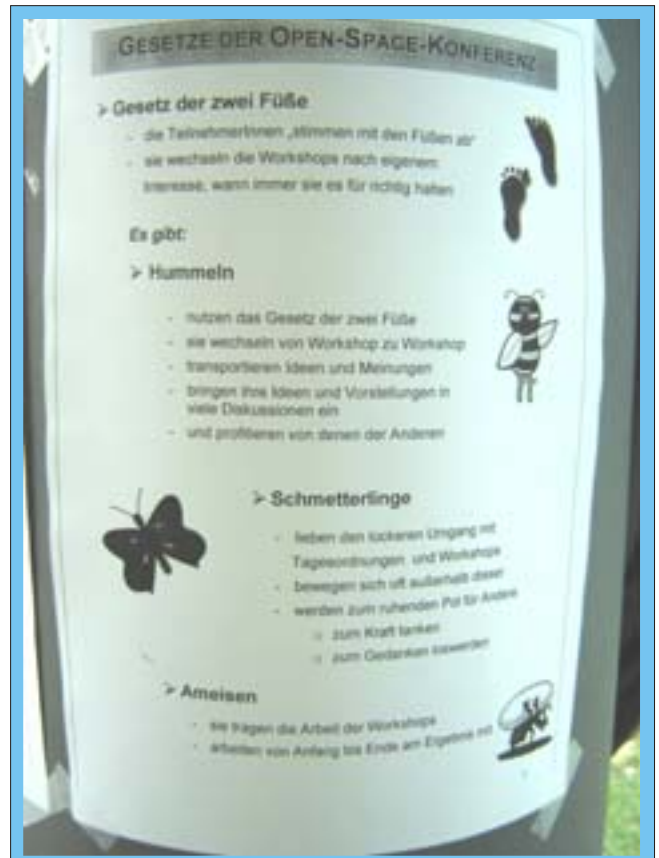 GESETZE DER OPEN-SPACE-KONFERENZ
➢ Gesetz der zwei Füße
- die TeilnehmerInnen „stimmen mit den Füßen ab“
- sie wechseln die Workshops nach eigenem
Interesse, wann immer sie es für richtig halten
Es gibt:
➢ Hummeln
- nutzen das Gesetz der zwei Füße
- sie wechseln von Workshop zu Workshop
- transportieren Ideen und Meinungen
- bringen ihre Ideen und Vorstellungen in
viele Diskussionen ein
- und profitieren von denen der Anderen
➢ Schmetterlinge
- lieben den lockeren Umgang mit
Tagesordnungen und Workshops
- bewegen sich oft außerhalb dieser
- werden zum ruhenden Pol für Andere
o zum Kraft tanken
o zum Gedanken loswerden
➢ Ameisen
- sie tragen die Arbeit der Workshops
- arbeiten von Anfang bis Ende am Ergebnis mit